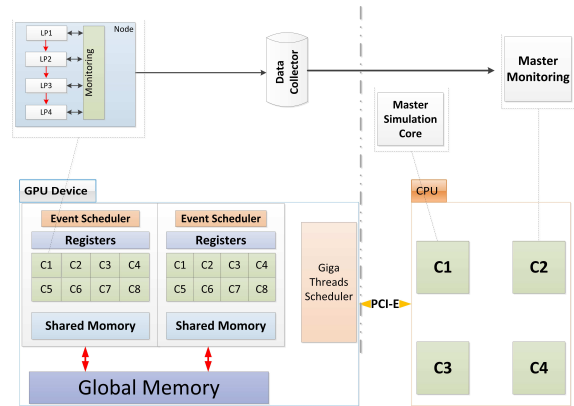 Node
LP1
LP2
LP3
LP4
Monitoring
Data
Collector
Master
Monitoring
Master
Simulation
Core
GPU Device
Event Scheduler
Registers
C1 C2 C3 C4
C5 C6 C7 C8
Shared Momory
Event Scheduler
Registers
C1 C2 C3 C4
C5 C6 C7 C8
Shared Momory
Giga
Threads
Scheduler
Global Memory
PCI-E
CPU
C1
C2
C3
C4